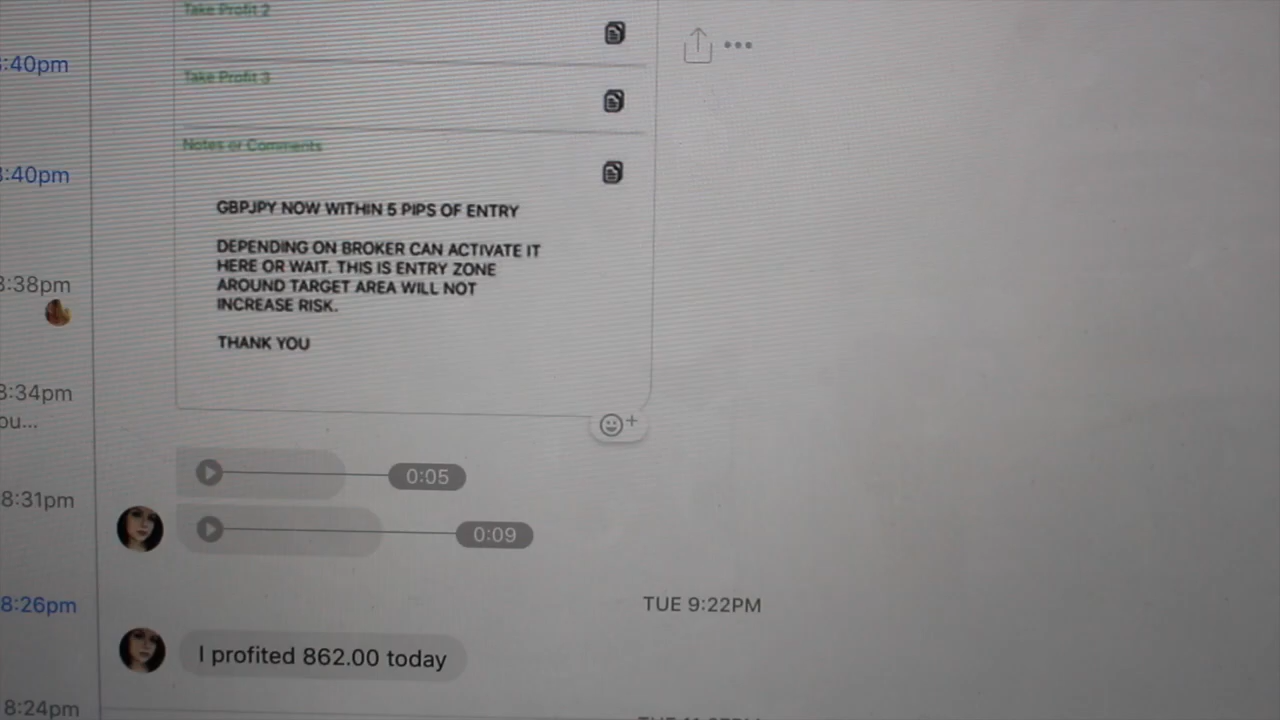 Take Profit 2
:40pm
Take Profit 3
Notes or Comments
:40pm
GBPJPY NOW WITHIN 5 PIPS OF ENTRY
DEPENDING ON BROKER CAN ACTIVATE IT
HERE OR WAIT. THIS IS ENTRY ZONE
AROUND TARGET AREA WILL NOT
INCREASE RISK.
THANK YOU
8:38pm
8:34pm
ou...
0:05
8:31pm
0:09
8:26pm
TUE 9:22PM
I profited 862.00 today
8:24pm